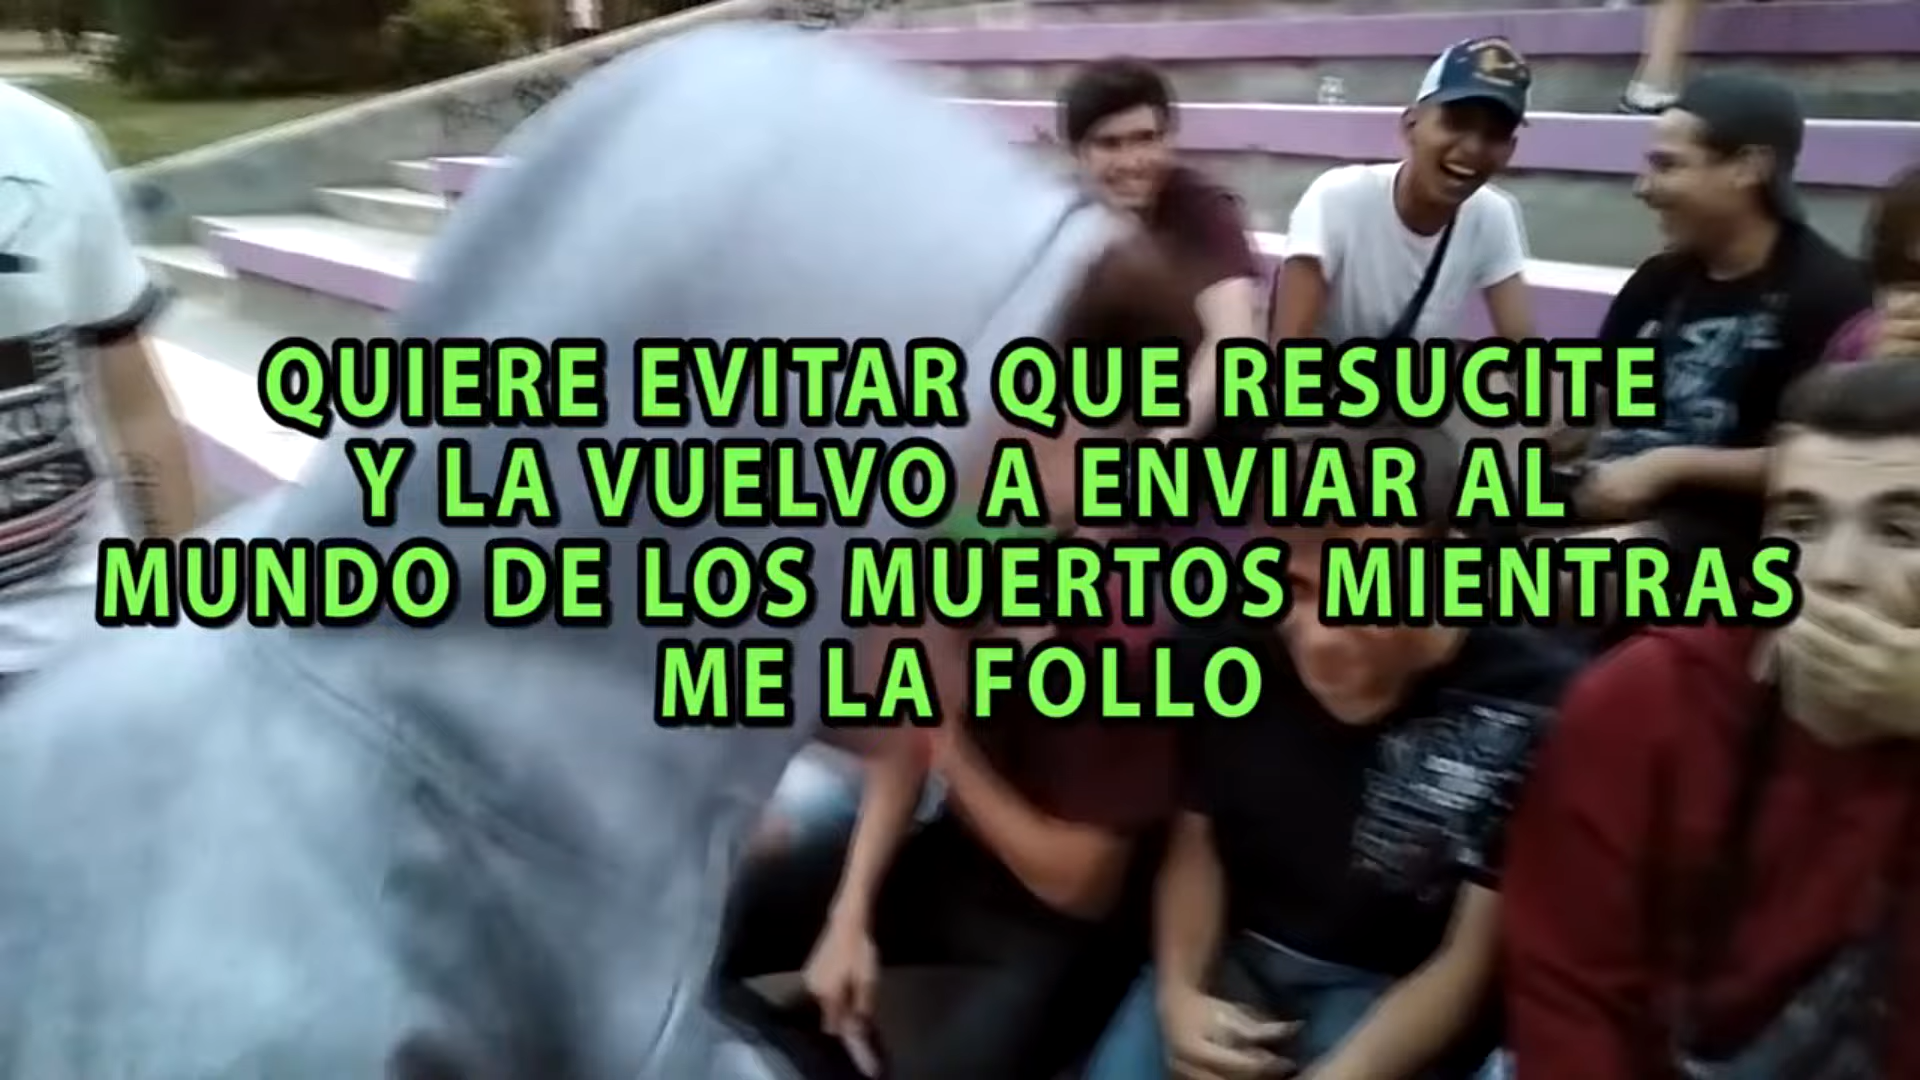 QUIERE EVITAR QUE RESUCITE
Y LA VUELVO A ENVIAR AL
MUNDO DE LOS MUERTOS MIENTRAS
ME LA FOLLO